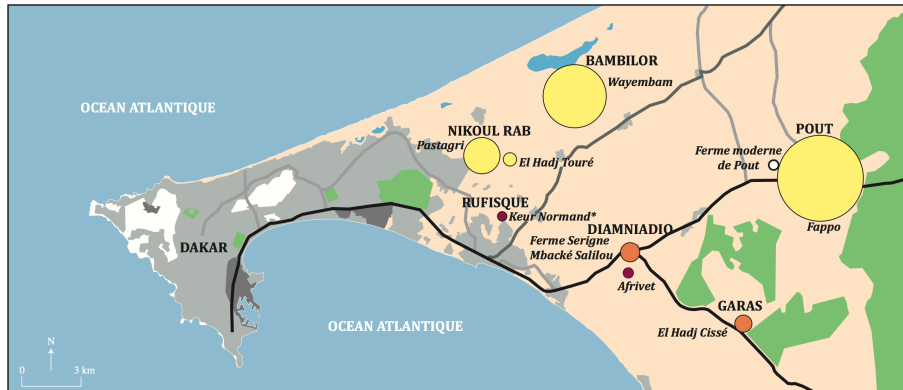 BAMBILOR
Wayembam
OCEAN ATLANTIQUE
NIKOUL RAB
Pastagri
El Hadj Touré
POUT
Ferme moderne
de Pout
Fappo
RUFISQUE
Keur Normand*
DIAMNIADIO
Ferme Serigne
Mbacké Salilou
Afrivet
DAKAR
GARAS
El Hadj Cissé
OCEAN ATLANTIQUE
N
0 3 km